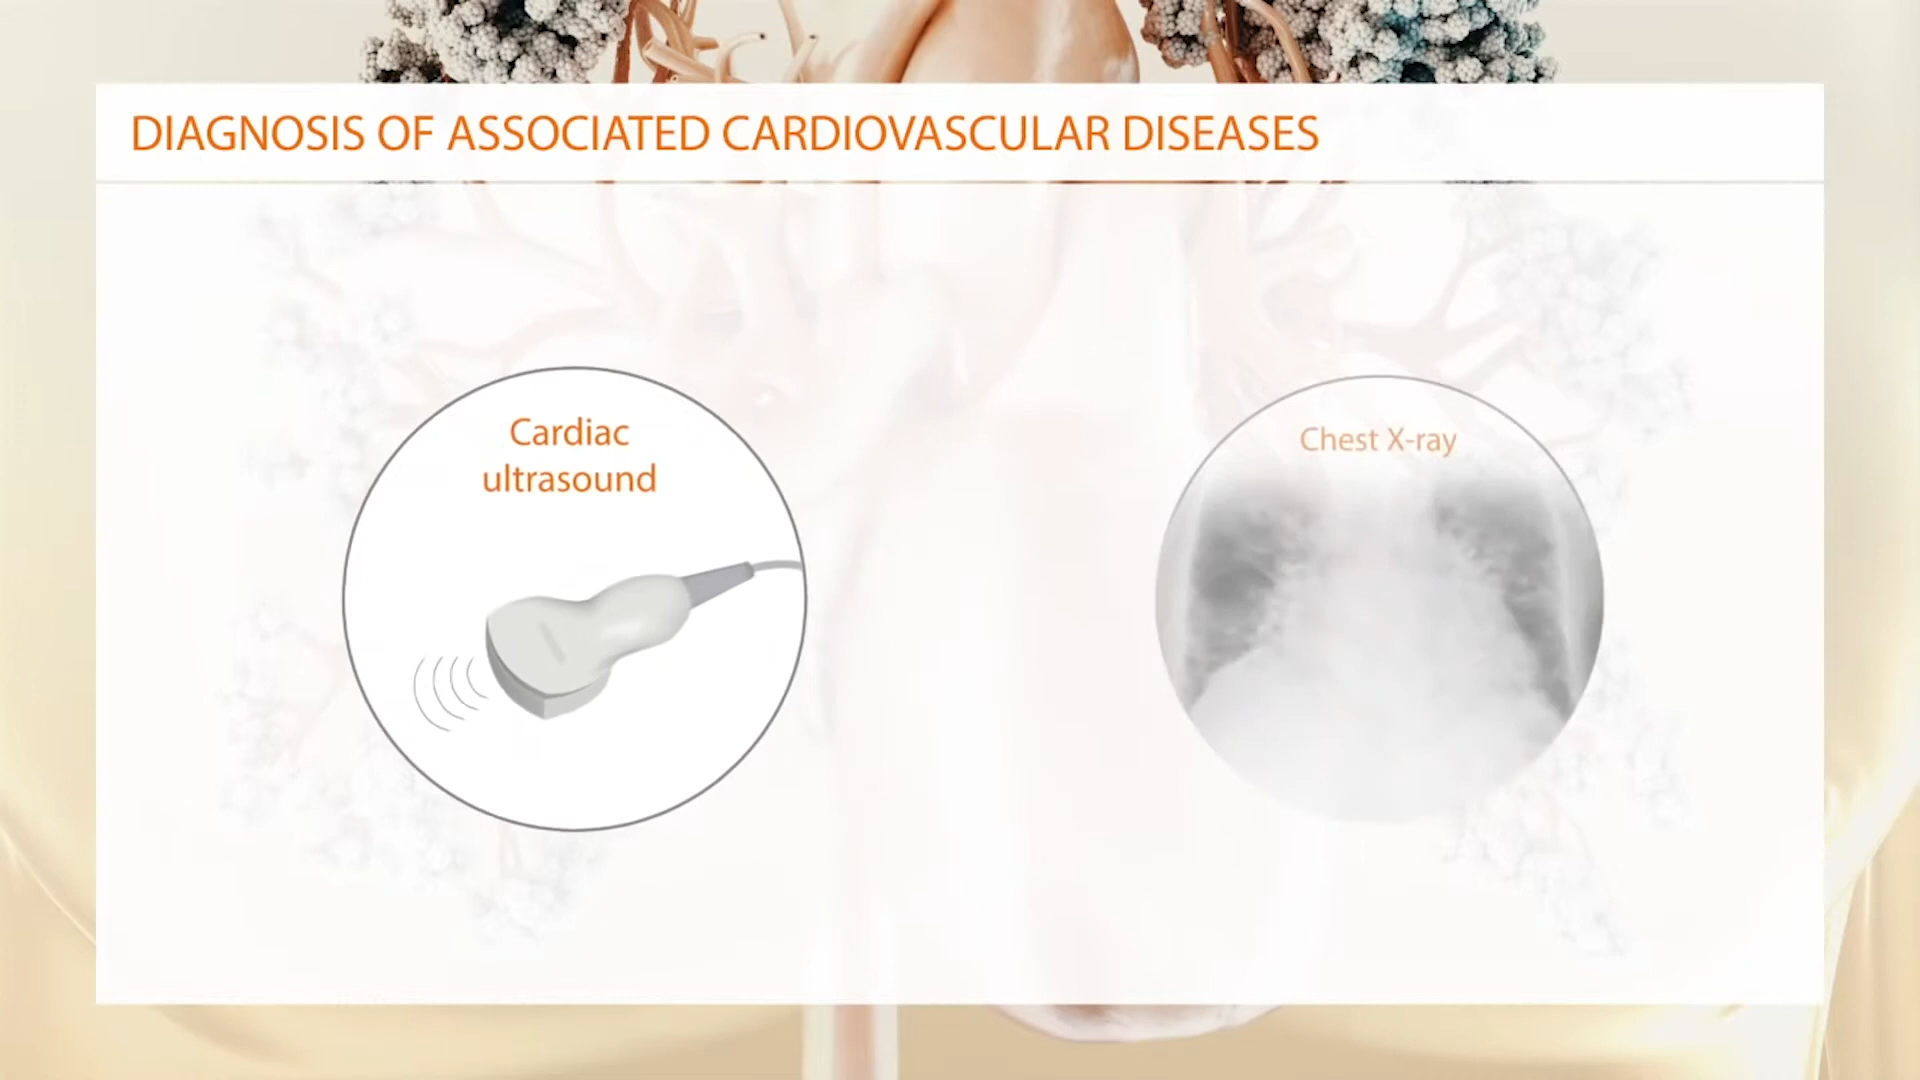 DIAGNOSIS OF ASSOCIATED CARDIOVASCULAR DISEASES
Cardiac
ultrasound
Chest X-ray